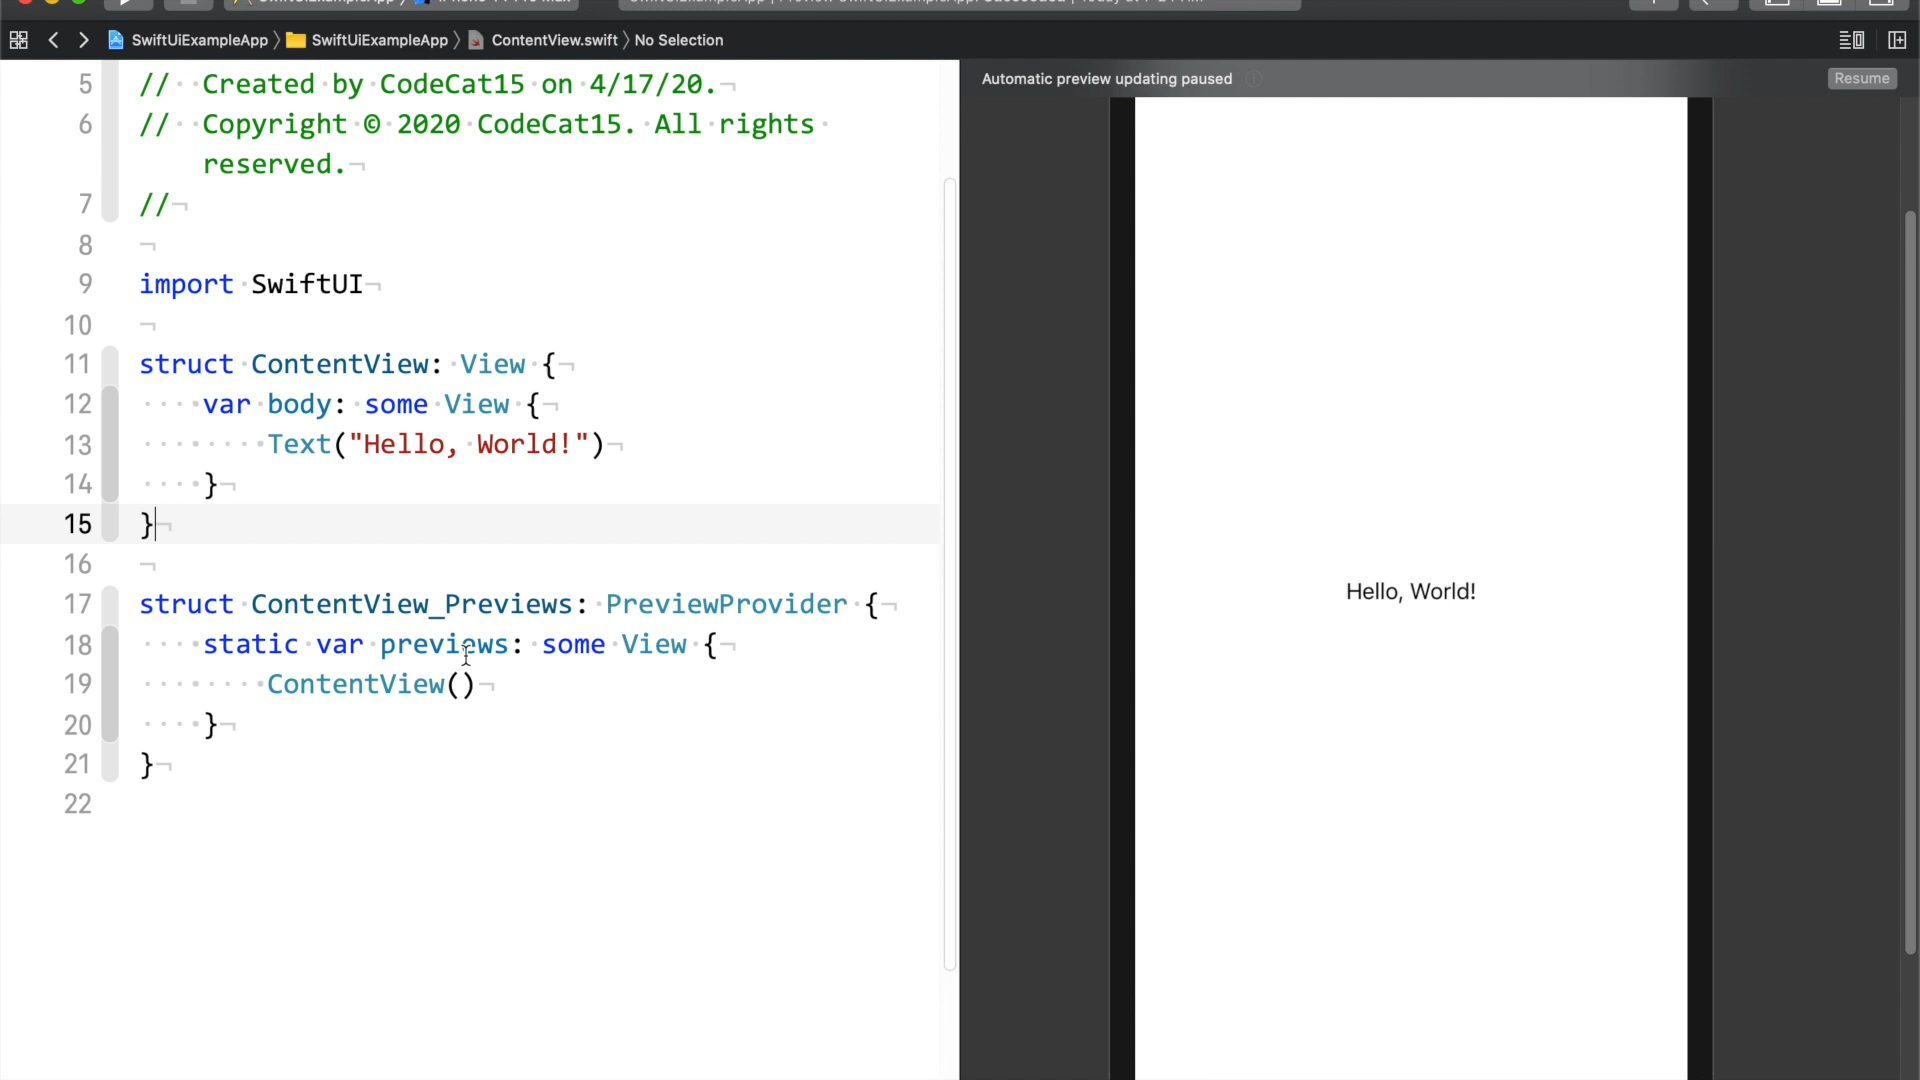 SwiftUiExampleApp 〉 SwiftUiExampleApp 〉 ContentView.swift 〉 No Selection
Automatic preview updating paused
Resume
5 //   Created by CodeCat15 on 4/17/20.
6 //   Copyright © 2020 CodeCat15. All rights
reserved.
7 //
8
9 import SwiftUI
10
11 struct ContentView: View {
12     var body: some View {
13         Text("Hello, World!")
14     }
15 }
16
17 struct ContentView_Previews: PreviewProvider {
18     static var previews: some View {
19         ContentView()
20     }
21 }
22
Hello, World!